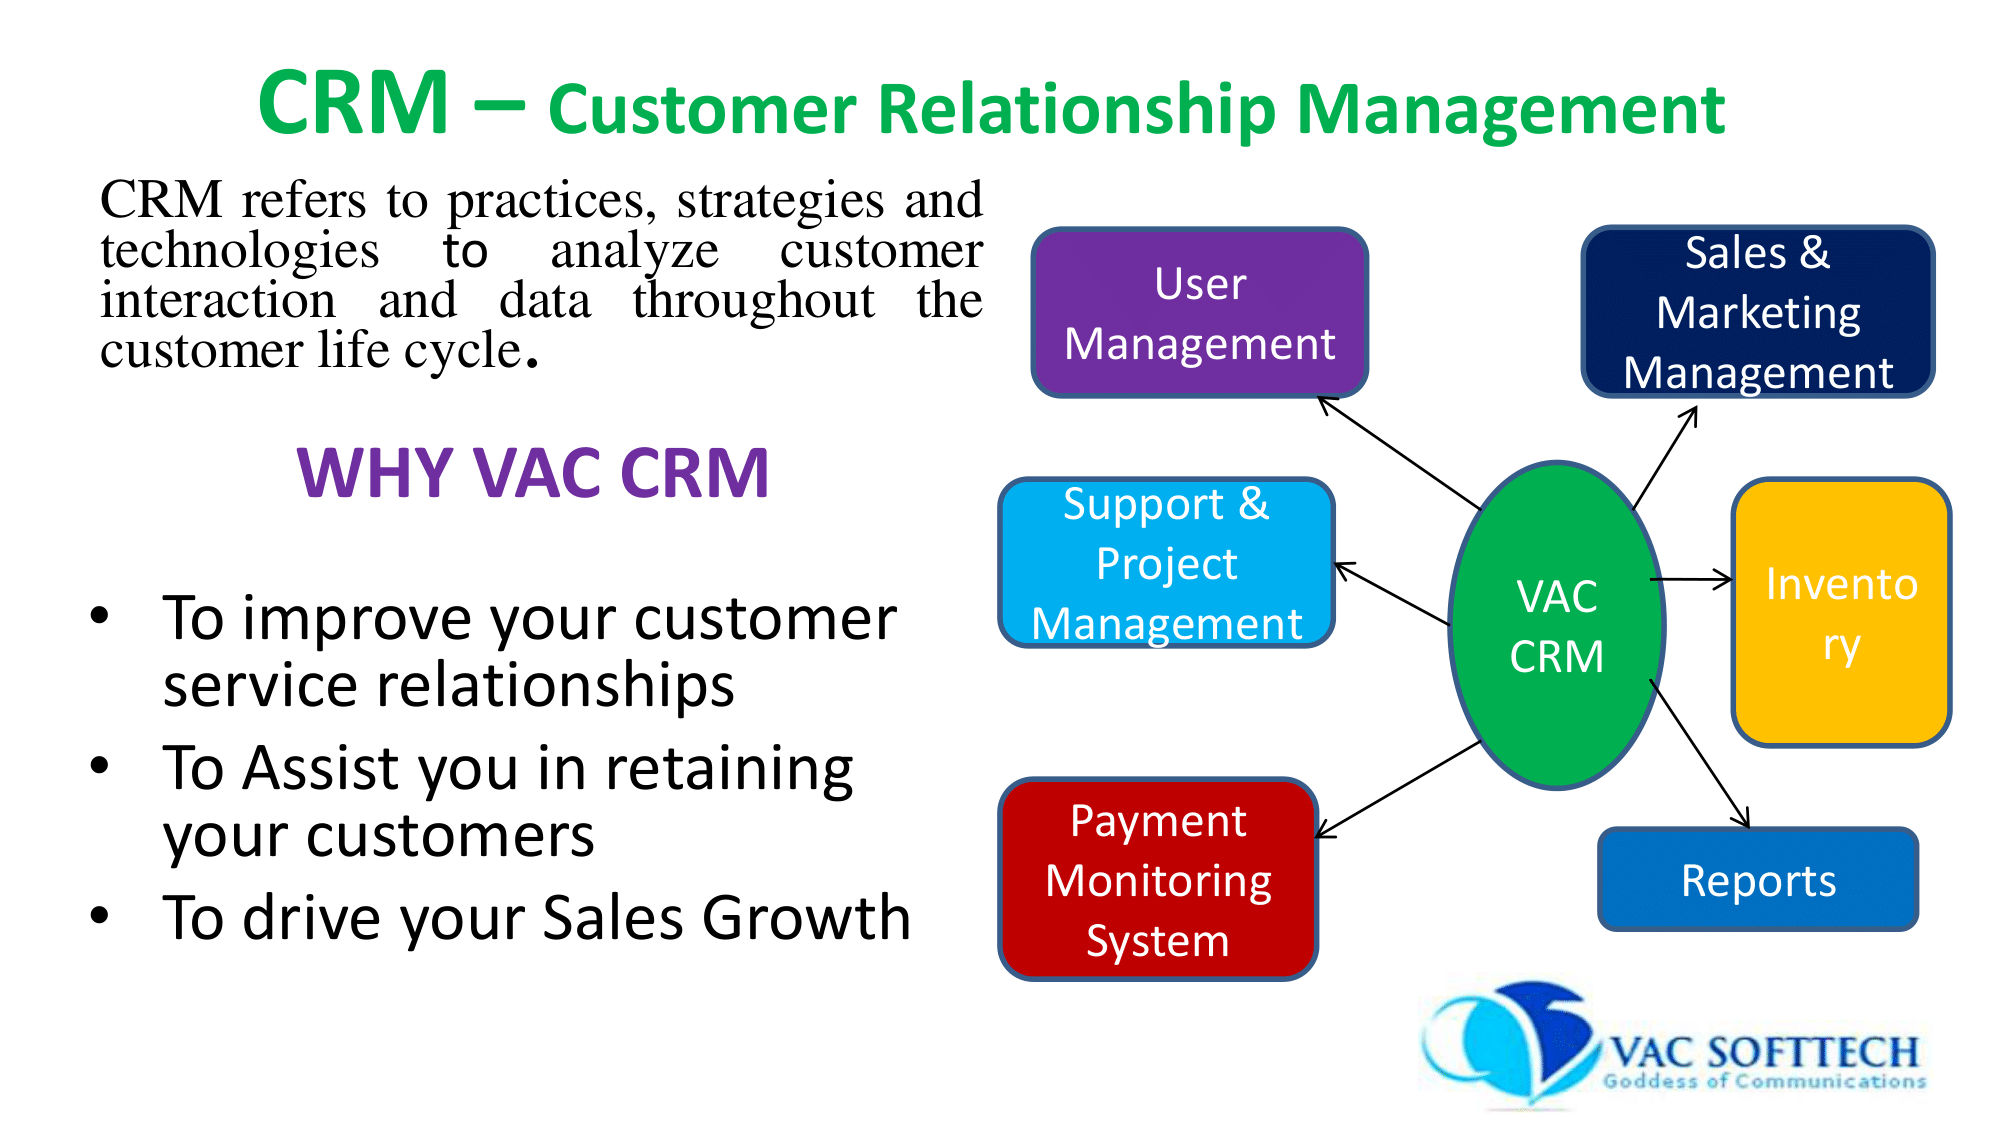 CRM – Customer Relationship Management
CRM refers to practices, strategies and
technologies to analyze customer
interaction and data throughout the
customer life cycle.
WHY VAC CRM
• To improve your customer
service relationships
• To Assist you in retaining
your customers
• To drive your Sales Growth
User
Management
Sales &
Marketing
Management
Support &
Project
Management
VAC
CRM
Invento
ry
Payment
Monitoring
System
Reports
VAC SOFTTECH
Goddess of Communications